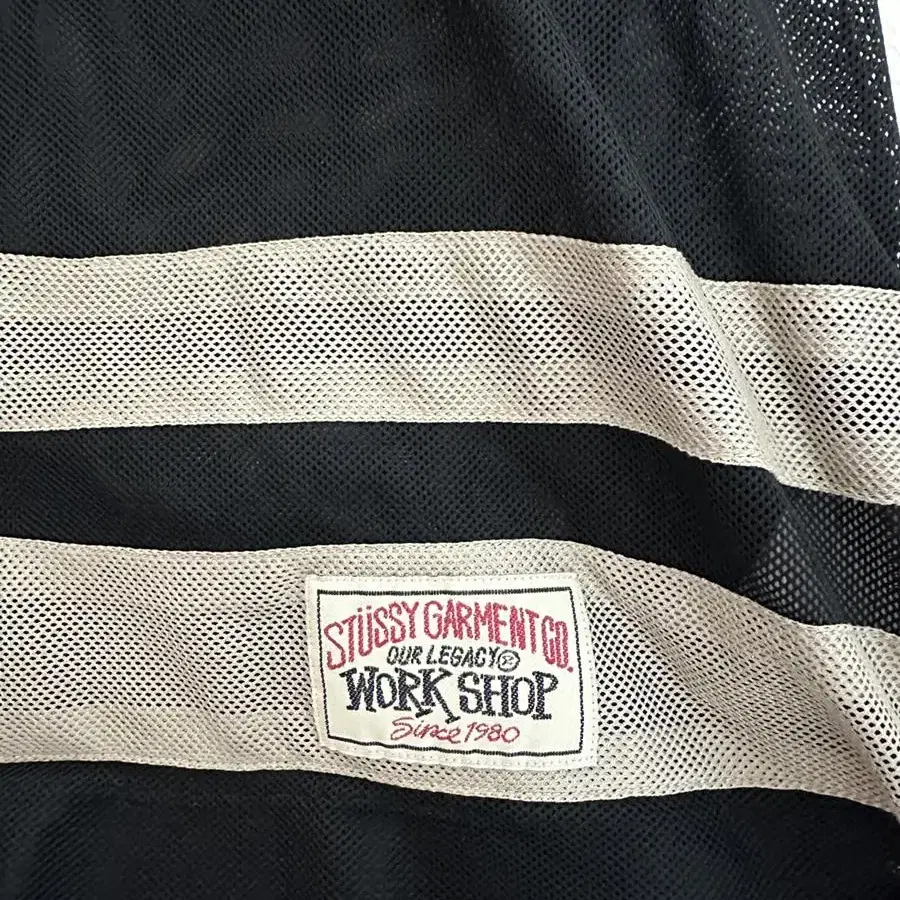 STÜSSY GARMENT CO.
OUR LEGACY®
WORK SHOP
Since 1980